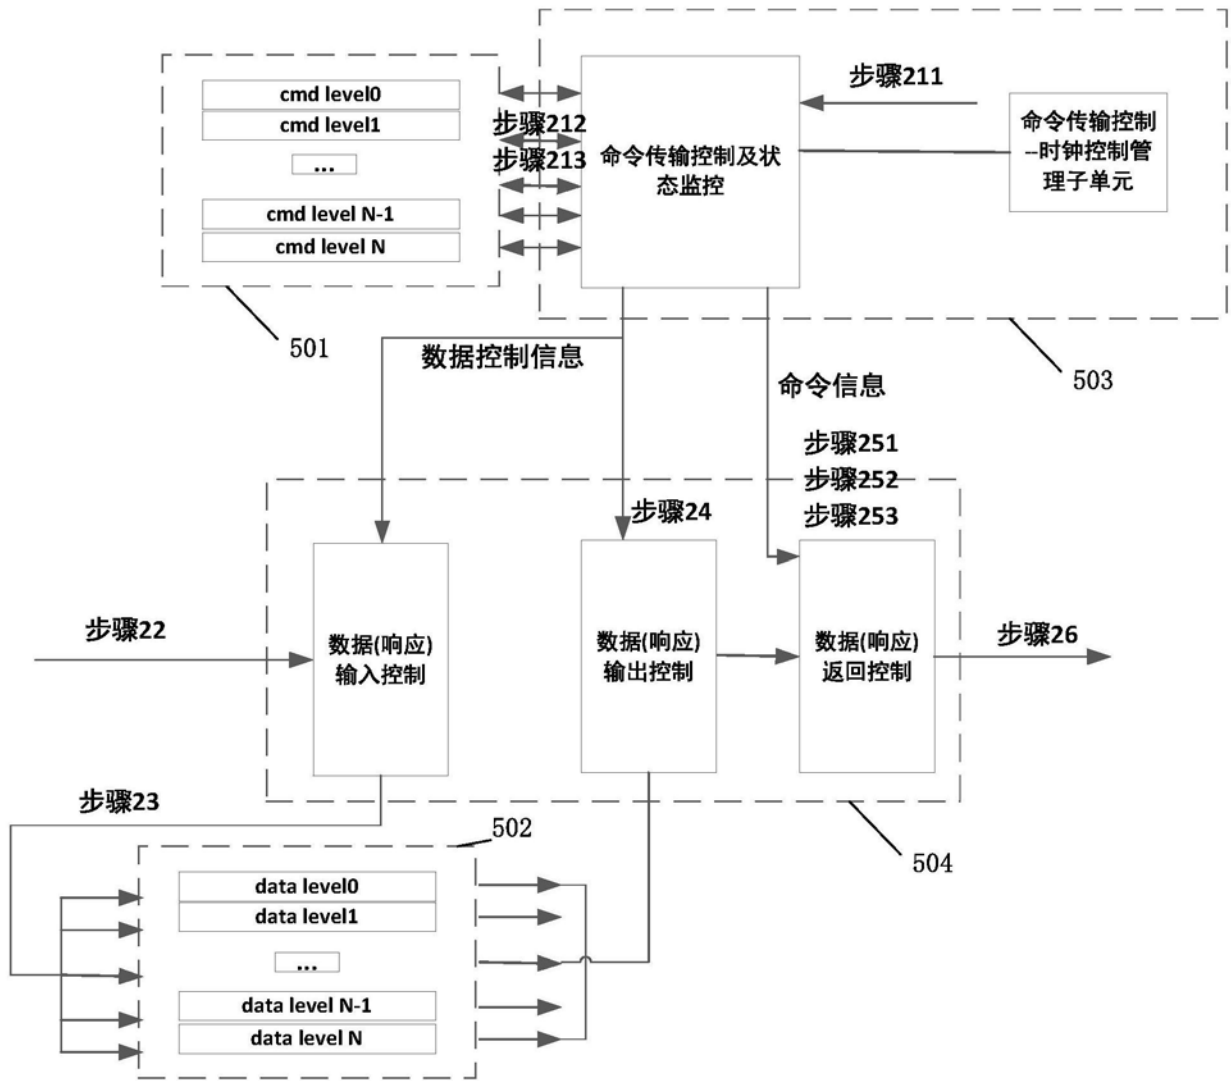 步骤211
cmd level0
cmd level1
...
cmd level N-1
cmd level N
步骤212
步骤213
命令传输控制及状
态监控
命令传输控制
--时钟控制管
理子单元
501
503
数据控制信息
命令信息
步骤251
步骤252
步骤253
步骤24
步骤22
数据(响应)
输入控制
数据(响应)
输出控制
数据(响应)
返回控制
步骤26
步骤23
502
504
data level0
data level1
...
data level N-1
data level N